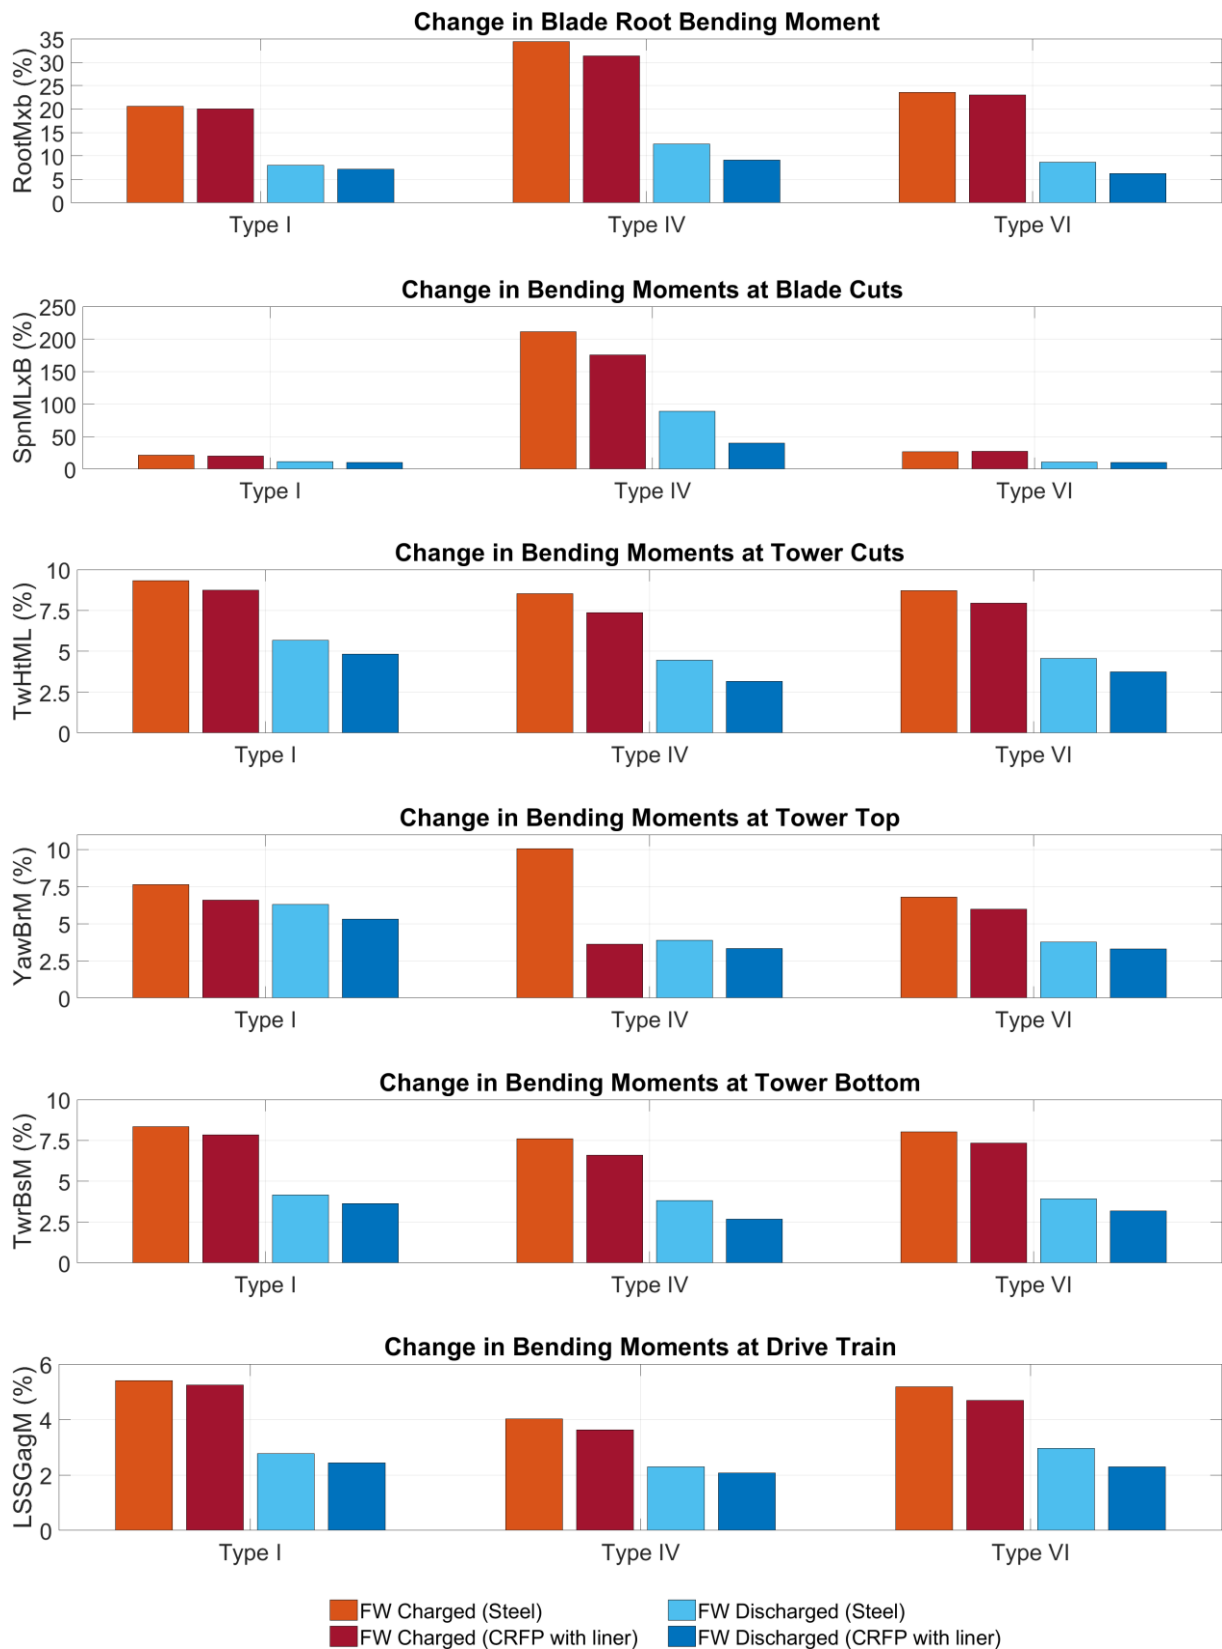 Change in Blade Root Bending Moment
RootMxb (%)
35
30
25
20
15
10
5
0
Type I
Type IV
Type VI
Change in Bending Moments at Blade Cuts
SpnMLxB (%)
250
200
150
100
50
0
Type I
Type IV
Type VI
Change in Bending Moments at Tower Cuts
TwHtML (%)
10
7.5
5
2.5
0
Type I
Type IV
Type VI
Change in Bending Moments at Tower Top
YawBrM (%)
10
7.5
5
2.5
0
Type I
Type IV
Type VI
Change in Bending Moments at Tower Bottom
TwrBsM (%)
10
7.5
5
2.5
0
Type I
Type IV
Type VI
Change in Bending Moments at Drive Train
LSSGagM (%)
6
4
2
0
Type I
Type IV
Type VI
FW Charged (Steel)
FW Discharged (Steel)
FW Charged (CRFP with liner)
FW Discharged (CRFP with liner)